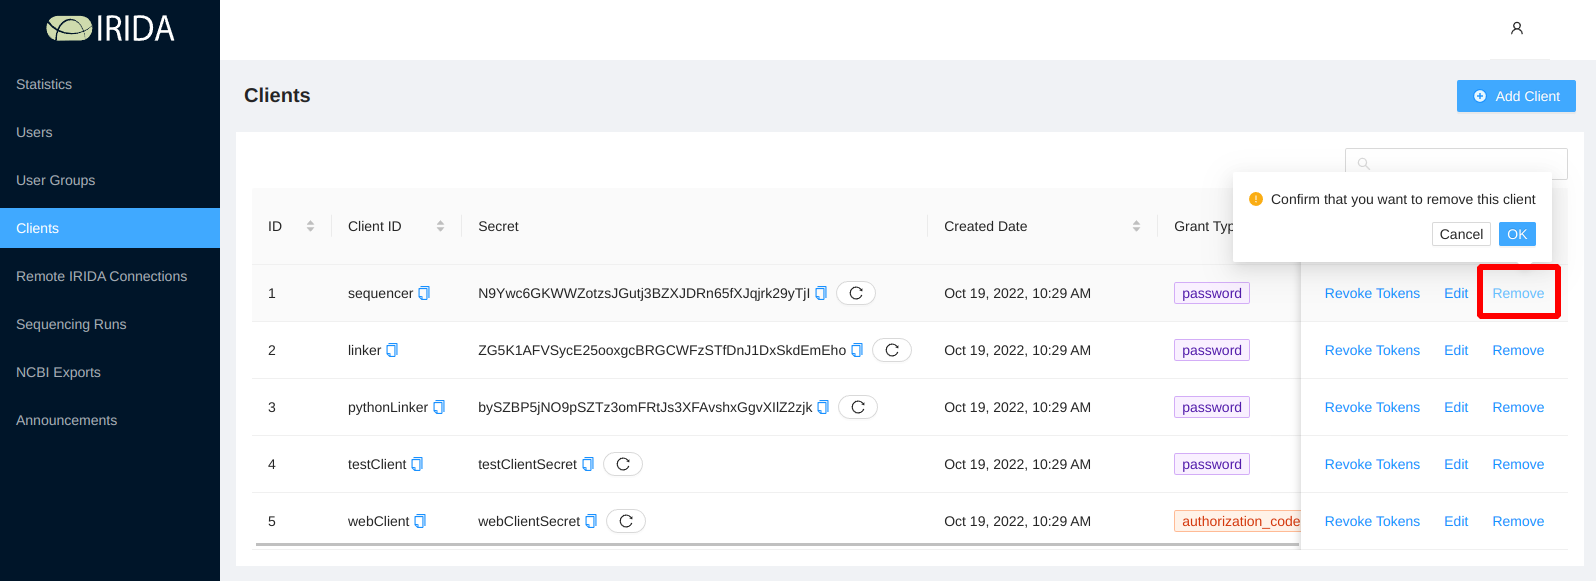 IRIDA
Statistics
Users
User Groups
Clients
Remote IRIDA Connections
Sequencing Runs
NCBI Exports
Announcements
Clients
Add Client
Confirm that you want to remove this client
Cancel OK
ID Client ID Secret Created Date Grant Typ
1 sequencer N9Ywc6GKWWZotzsJGutj3BZXJDRn65fXJqjrk29yTjI Oct 19, 2022, 10:29 AM password Revoke Tokens Edit Remove
2 linker ZG5K1AFVSycE25ooxgcBRGCWFzSTfDnJ1DxSkdEmEho Oct 19, 2022, 10:29 AM password Revoke Tokens Edit Remove
3 pythonLinker bySZBP5jNO9pSZTz3omFRtJs3XFAvshxGgvXIlZ2zjk Oct 19, 2022, 10:29 AM password Revoke Tokens Edit Remove
4 testClient testClientSecret Oct 19, 2022, 10:29 AM password Revoke Tokens Edit Remove
5 webClient webClientSecret Oct 19, 2022, 10:29 AM authorization_code Revoke Tokens Edit Remove